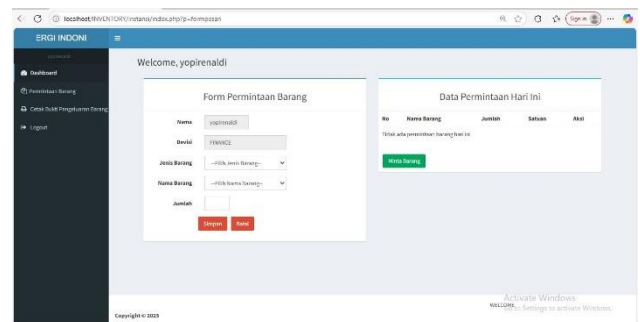 localhost/INVENTORY/instansi/index.php?p=formpesan
Sign in
ERGI INDONI
Welcome, yopirenaldi
Dashboard
Permintaan Barang
Cetak Bukti Pengeluaran Barang
Logout
Form Permintaan Barang
Nama yopirenaldi
Devisi FINANCE
Jenis Barang --Pilih Jenis Barang--
Nama Barang --Pilih Nama Barang--
Jumlah
Simpan Batal
Data Permintaan Hari Ini
No Nama Barang Jumlah Satuan Aksi
Tidak ada permintaan barang hari ini
Minta Barang
Activate Windows
Go to Settings to activate Windows.
WELCOME
Copyright © 2025